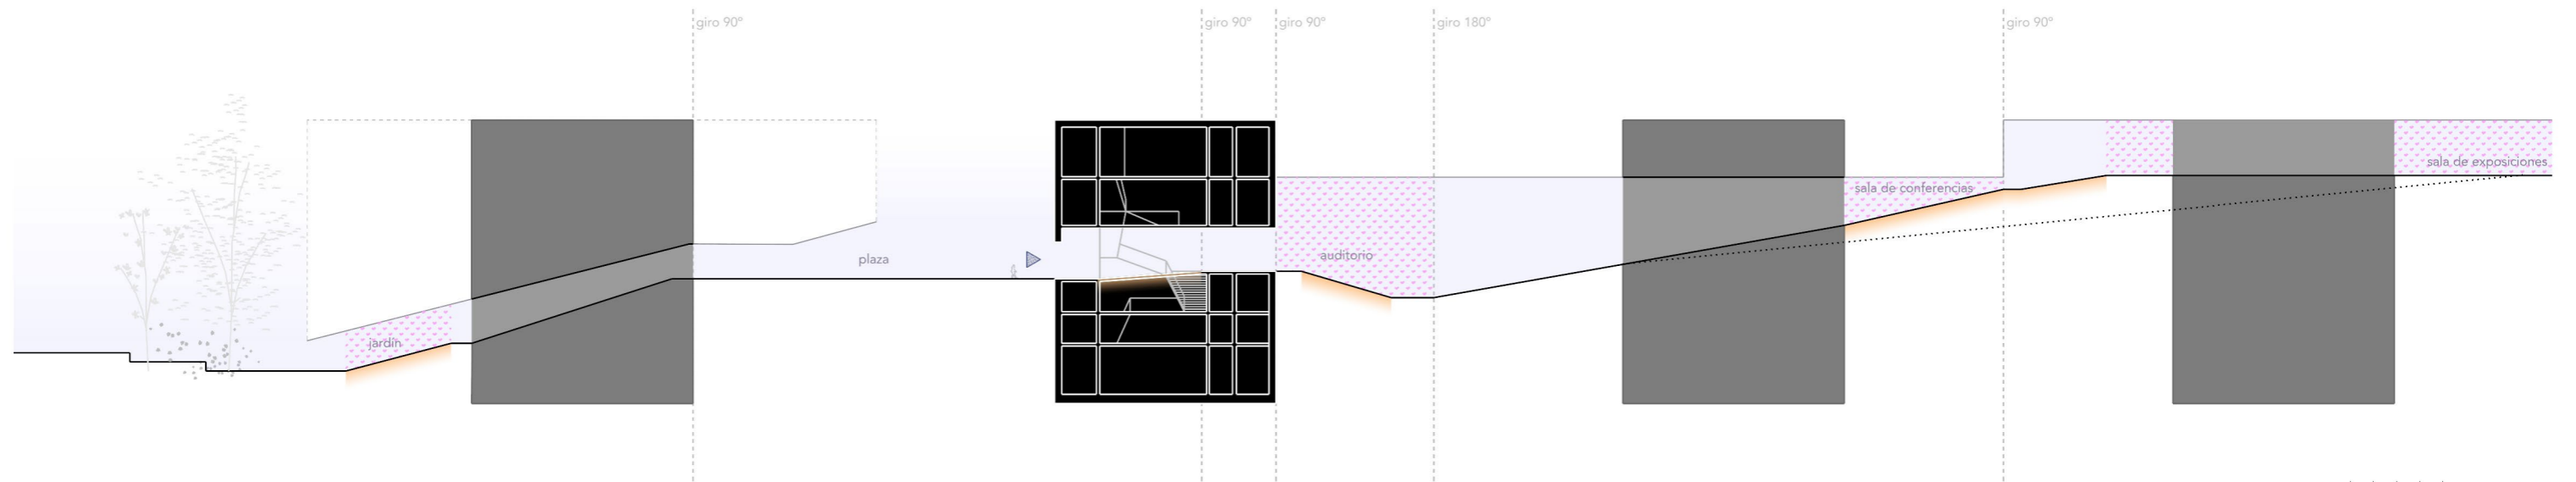 giro 90°
giro 90°
giro 90°
giro 180°
giro 90°
sala de exposiciones
sala de conferencias
auditorio
plaza
jardín